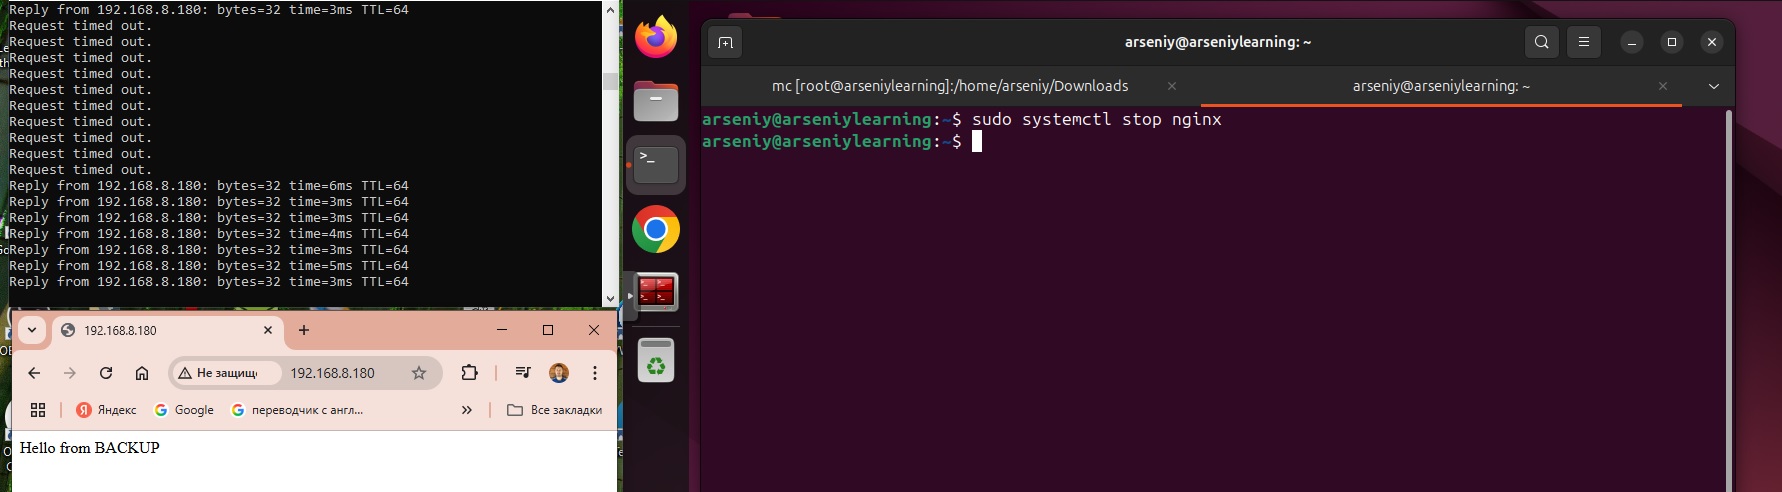 Reply from 192.168.8.180: bytes=32 time=3ms TTL=64
Request timed out.
Request timed out.
Request timed out.
Request timed out.
Request timed out.
Request timed out.
Request timed out.
Request timed out.
Request timed out.
Request timed out.
Reply from 192.168.8.180: bytes=32 time=6ms TTL=64
Reply from 192.168.8.180: bytes=32 time=3ms TTL=64
Reply from 192.168.8.180: bytes=32 time=3ms TTL=64
Reply from 192.168.8.180: bytes=32 time=4ms TTL=64
Reply from 192.168.8.180: bytes=32 time=3ms TTL=64
Reply from 192.168.8.180: bytes=32 time=5ms TTL=64
Reply from 192.168.8.180: bytes=32 time=3ms TTL=64
192.168.8.180
Не защищ 192.168.8.180
Яндекс Google переводчик с англ... » Все закладки
Hello from BACKUP
arseniy@arseniylearning: ~
mc [root@arseniylearning]:/home/arseniy/Downloads
arseniy@arseniylearning: ~
arseniy@arseniylearning:~$ sudo systemctl stop nginx
arseniy@arseniylearning:~$